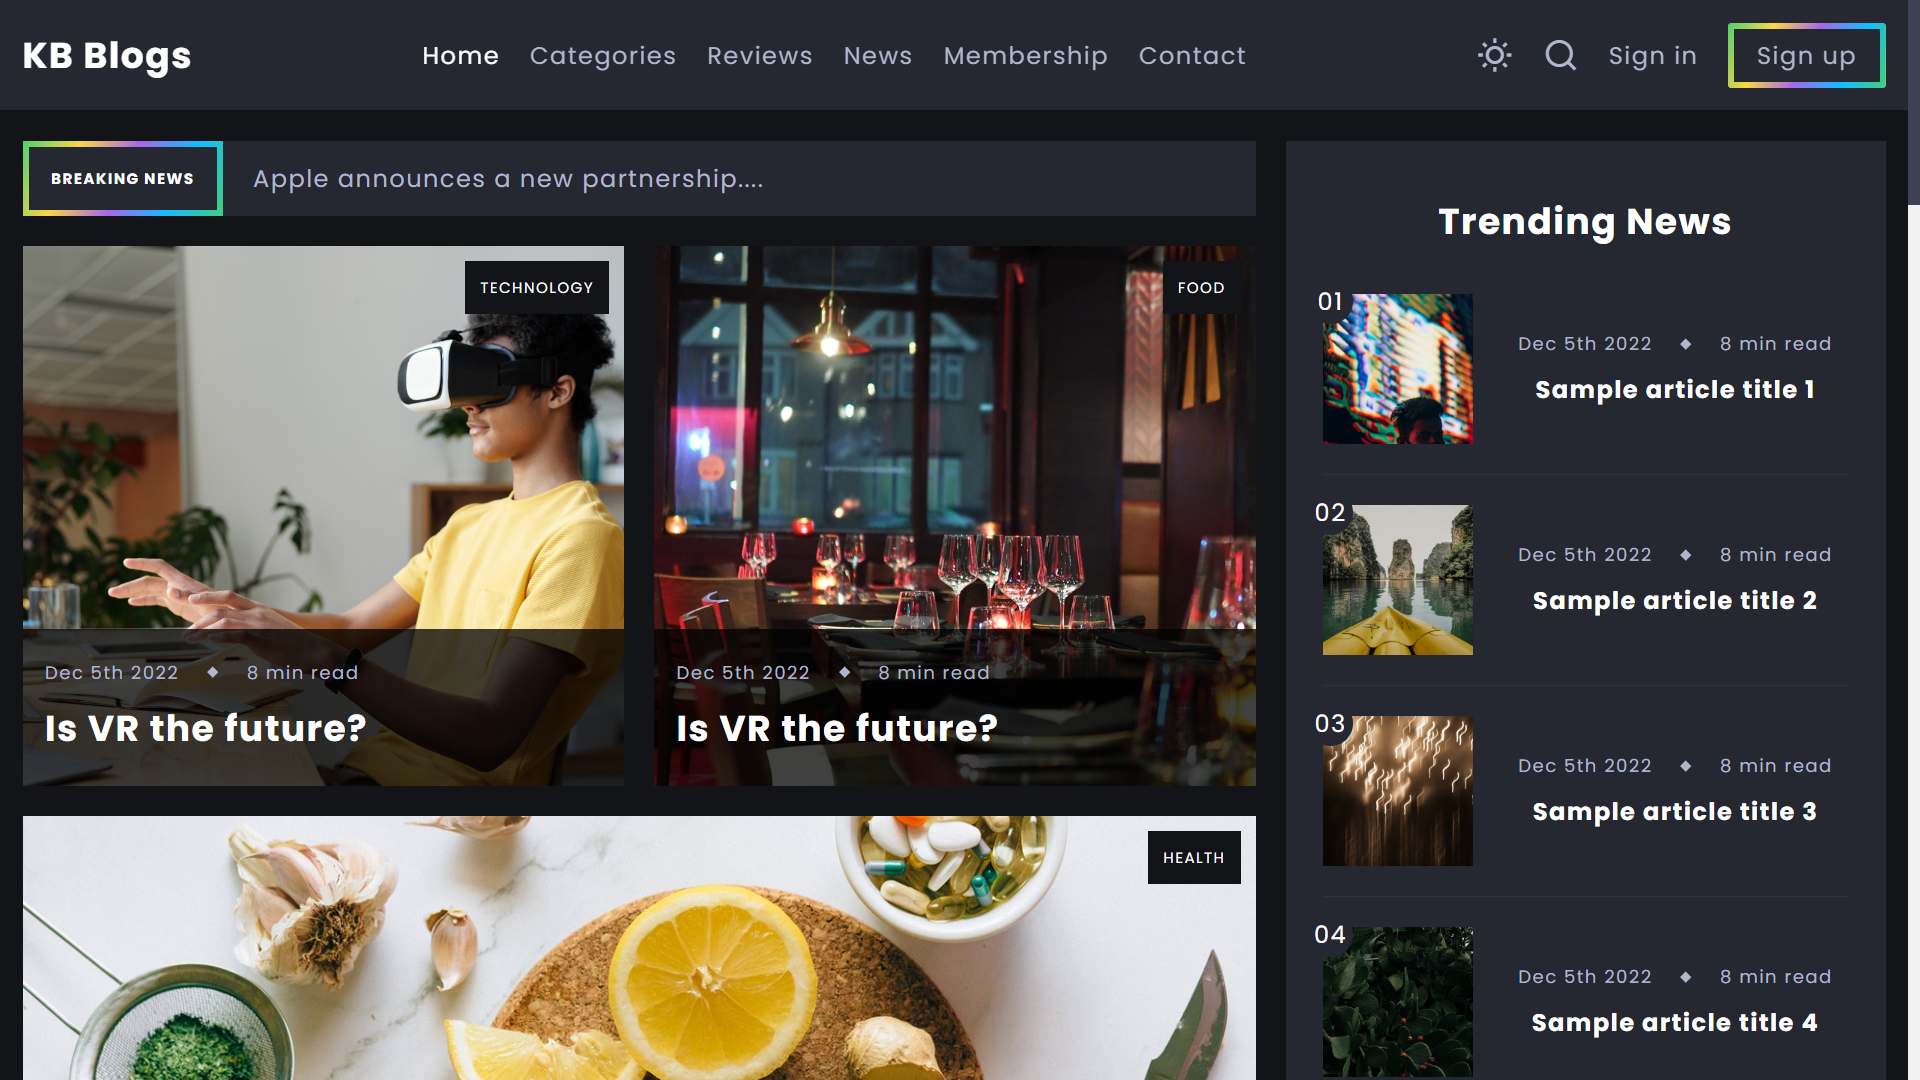 KB Blogs
Home Categories Reviews News Membership Contact
Sign in Sign up
BREAKING NEWS
Apple announces a new partnership....
TECHNOLOGY
Dec 5th 2022 ◆ 8 min read
Is VR the future?
FOOD
Dec 5th 2022 ◆ 8 min read
Is VR the future?
HEALTH
Trending News
01
Dec 5th 2022 ◆ 8 min read
Sample article title 1
02
Dec 5th 2022 ◆ 8 min read
Sample article title 2
03
Dec 5th 2022 ◆ 8 min read
Sample article title 3
04
Dec 5th 2022 ◆ 8 min read
Sample article title 4